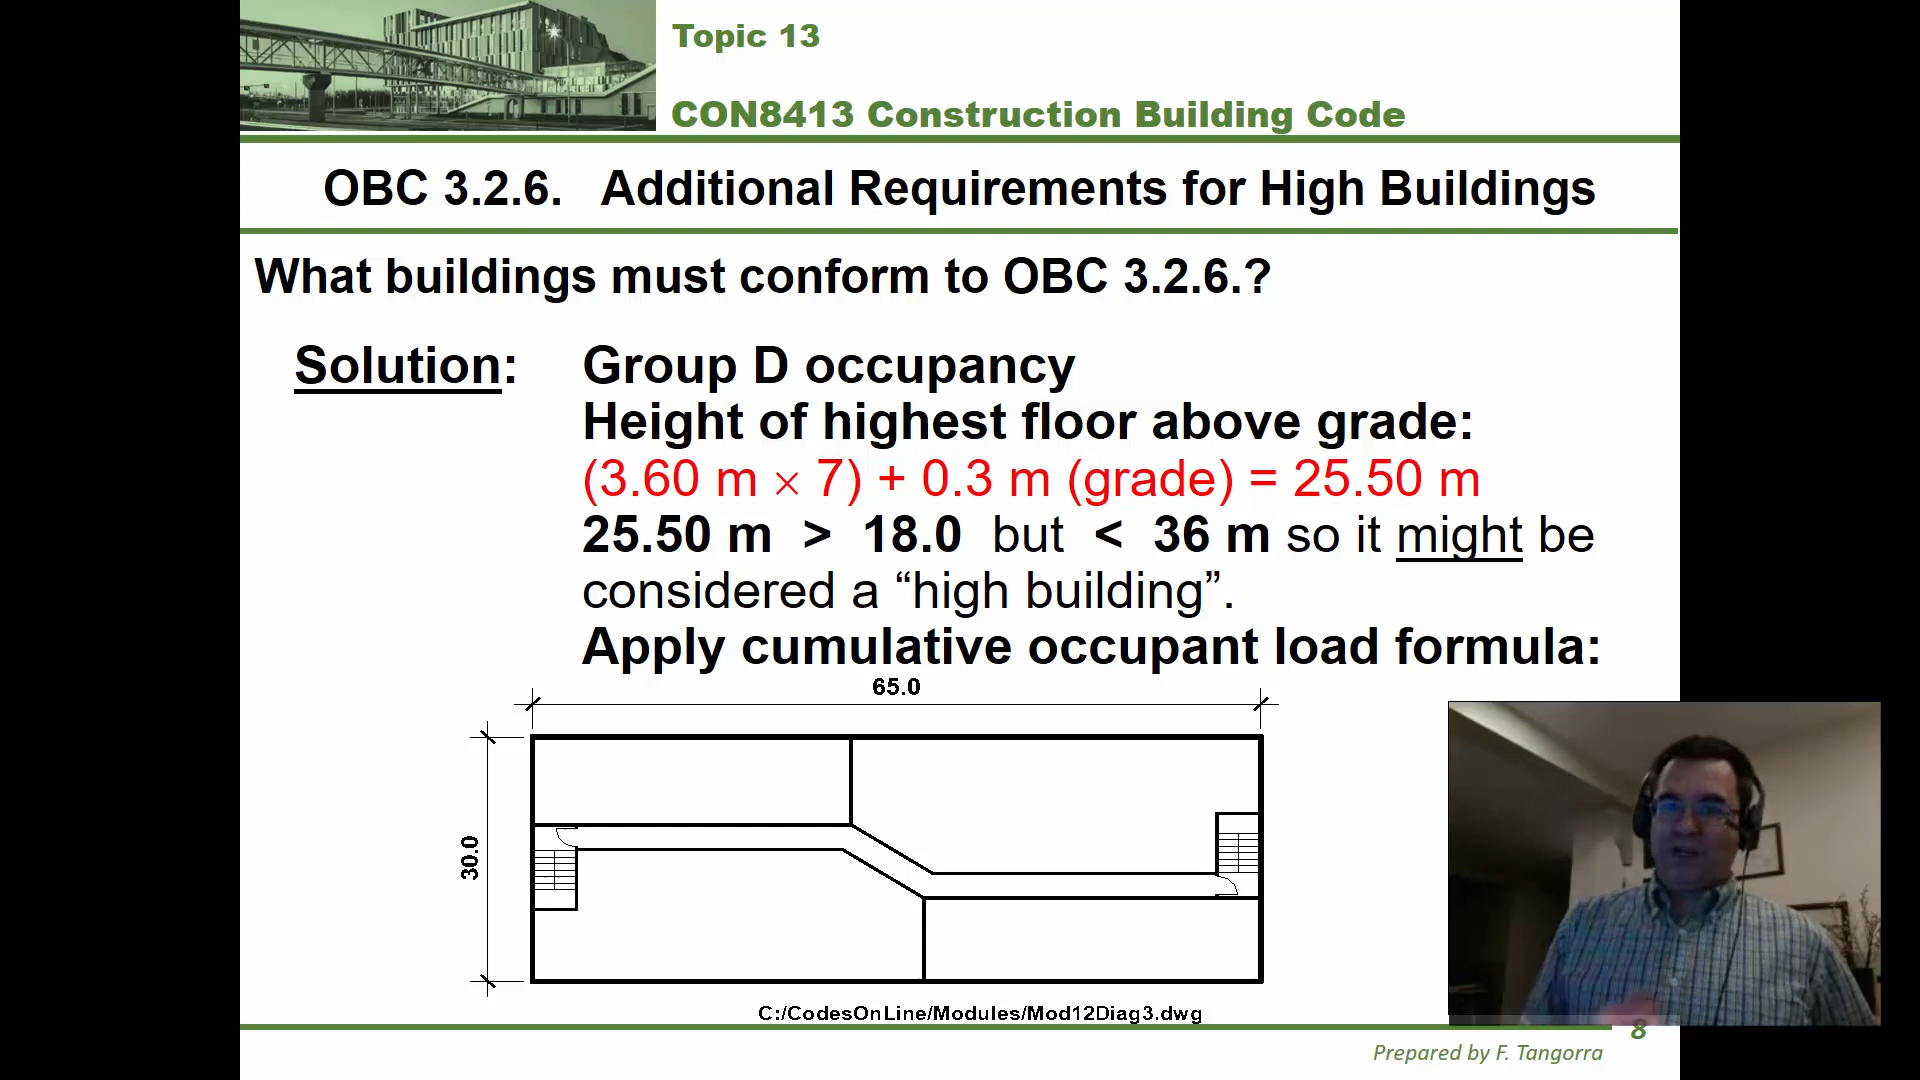 Topic 13
CON8413 Construction Building Code
OBC 3.2.6. Additional Requirements for High Buildings
What buildings must conform to OBC 3.2.6.?
Solution: Group D occupancy
Height of highest floor above grade:
(3.60 m × 7) + 0.3 m (grade) = 25.50 m
25.50 m > 18.0 but < 36 m so it might be
considered a “high building”.
Apply cumulative occupant load formula:
65.0
30.0
C:/CodesOnLine/Modules/Mod12Diag3.dwg
8
Prepared by F. Tangorra